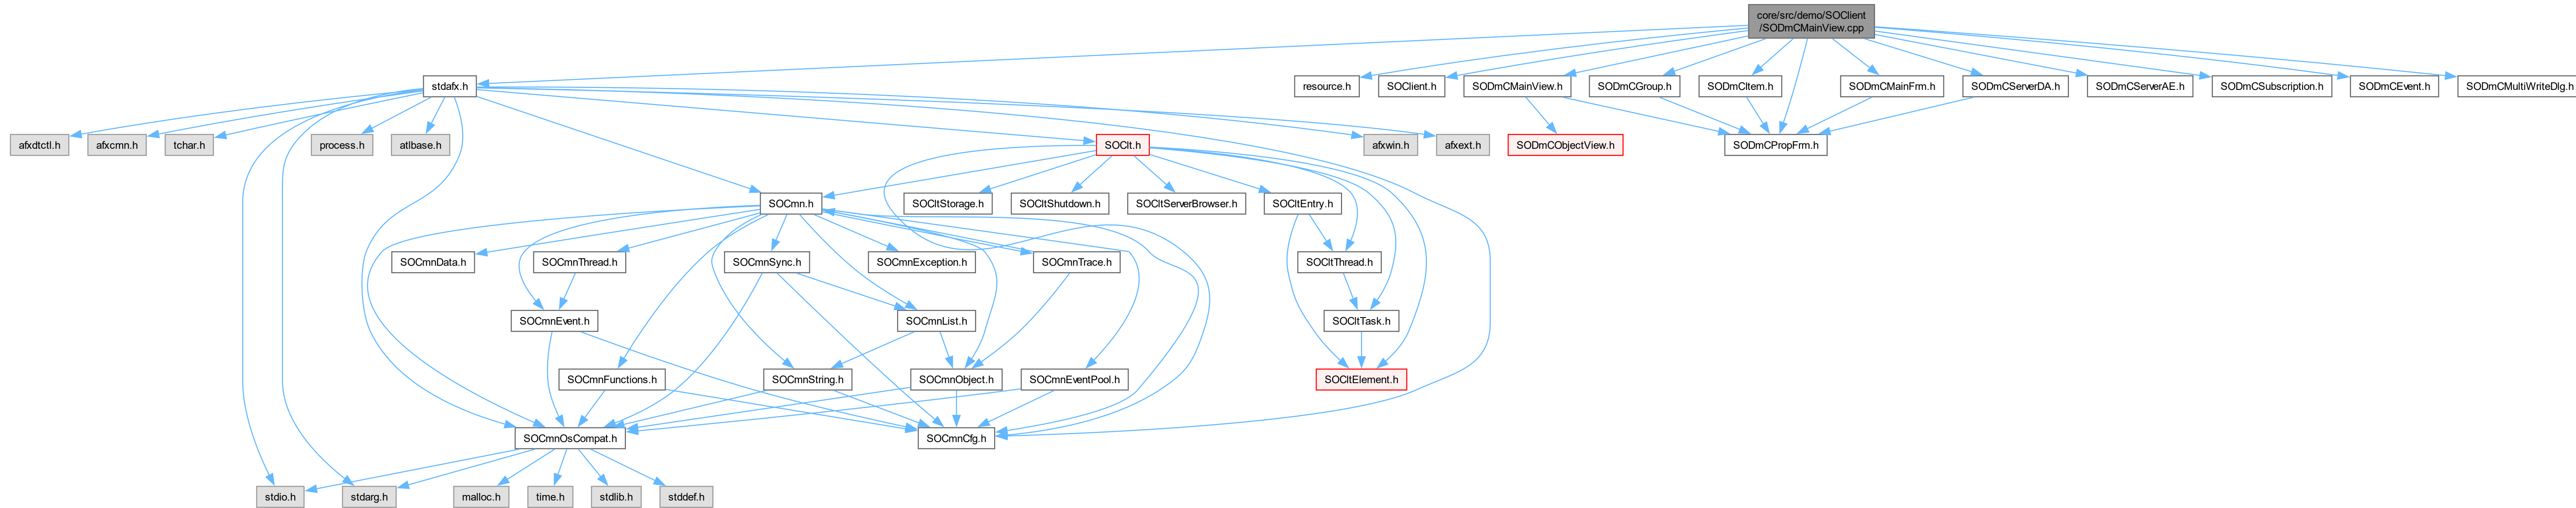 core/src/demo/SOClient
/SODmCMainView.cpp
stdafx.h
resource.h
SOClient.h
SODmCMainView.h
SODmCGroup.h
SODmCItem.h
SODmCMainFrm.h
SODmCServerDA.h
SODmCServerAE.h
SODmCSubscription.h
SODmCEvent.h
SODmCMultiWriteDlg.h
afxdtctl.h
afxcmn.h
tchar.h
process.h
atlbase.h
SOClt.h
afxwin.h
afxext.h
SODmCObjectView.h
SODmCPropFrm.h
SOCmn.h
SOCltStorage.h
SOCltShutdown.h
SOCltServerBrowser.h
SOCltEntry.h
SOCmnData.h
SOCmnThread.h
SOCmnSync.h
SOCmnException.h
SOCmnTrace.h
SOCltThread.h
SOCmnEvent.h
SOCmnList.h
SOCltTask.h
SOCmnFunctions.h
SOCmnString.h
SOCmnObject.h
SOCmnEventPool.h
SOCltElement.h
SOCmnOsCompat.h
SOCmnCfg.h
stdio.h
stdarg.h
malloc.h
time.h
stdlib.h
stddef.h